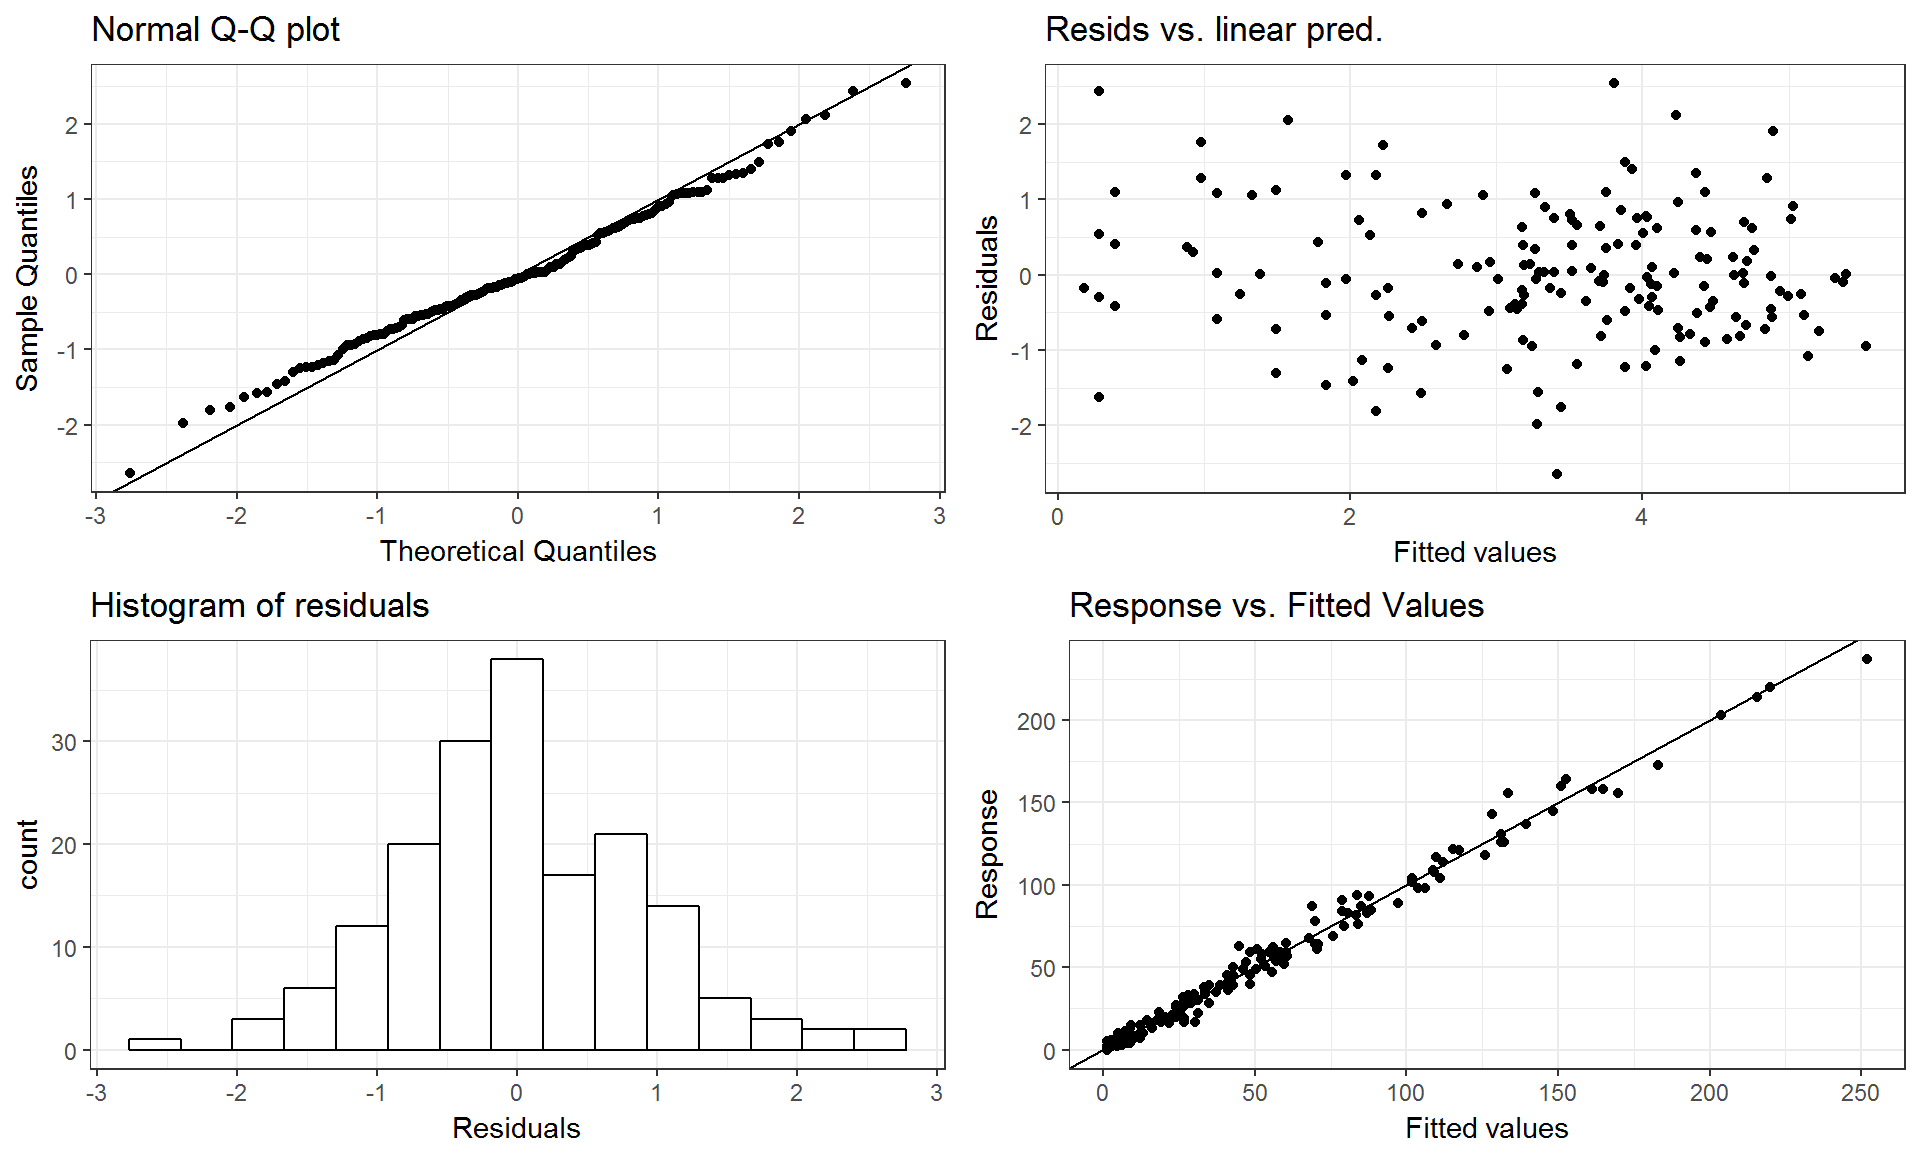 Normal Q-Q plot
Sample Quantiles
2
1
0
-1
-2
-3 -2 -1 0 1 2 3
Theoretical Quantiles
Resids vs. linear pred.
Residuals
2
1
0
-1
-2
0 2 4
Fitted values
Histogram of residuals
count
30
20
10
0
-3 -2 -1 0 1 2 3
Residuals
Response vs. Fitted Values
Response
200
150
100
50
0
0 50 100 150 200 250
Fitted values